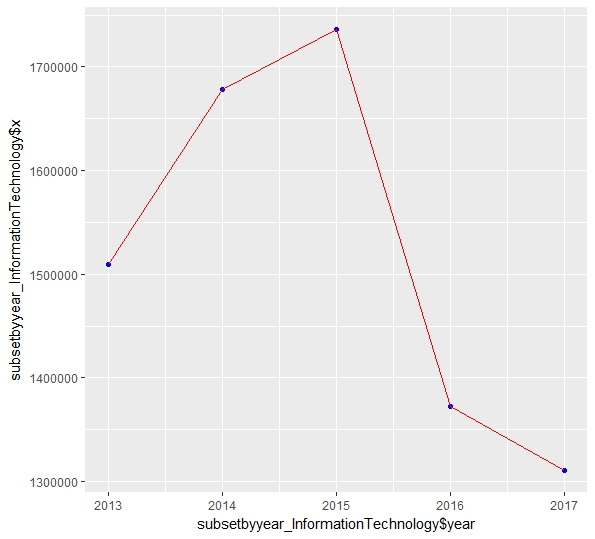 1700000
1600000
1500000
1400000
1300000
subsetbyyear_InformationTechnology$x
2013 2014 2015 2016 2017
subsetbyyear_InformationTechnology$year